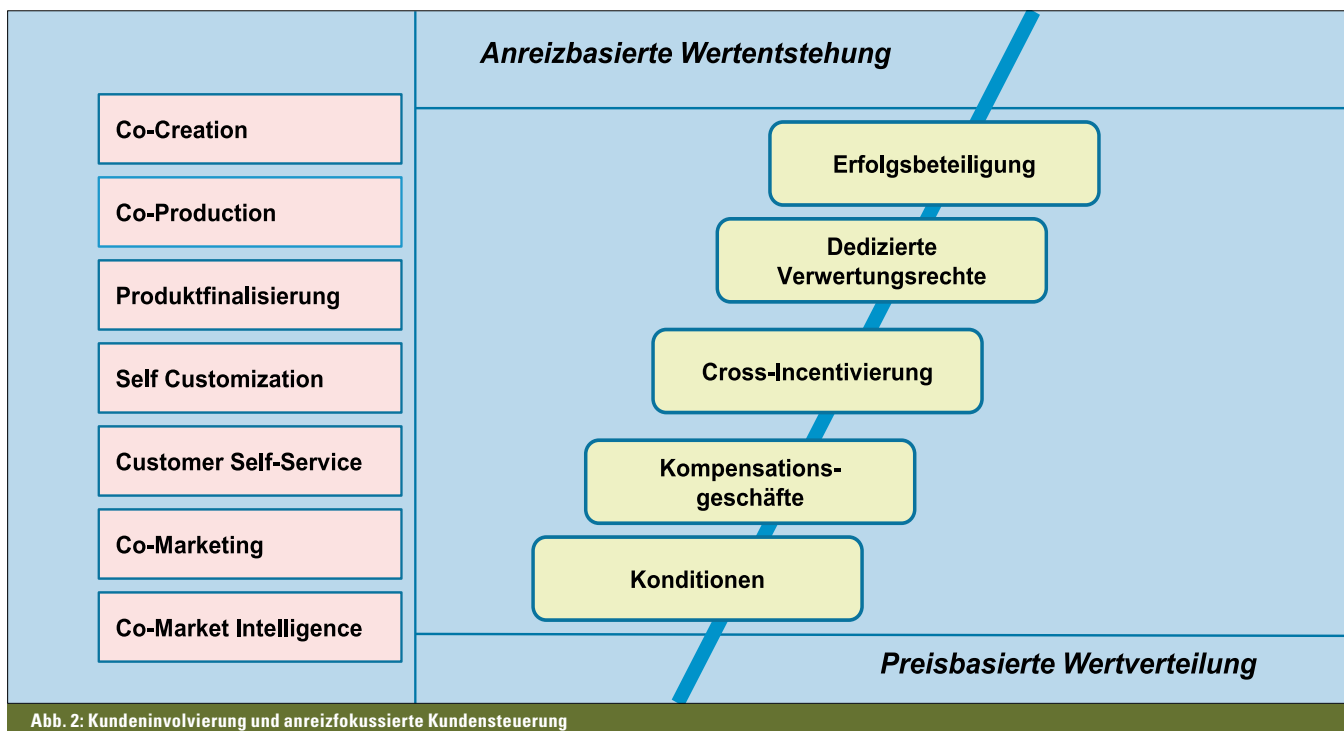 Anreizbasierte Wertentstehung
Co-Creation
Co-Production
Produktfinalisierung
Self Customization
Customer Self-Service
Co-Marketing
Co-Market Intelligence
Erfolgsbeteiligung
Dedizierte
Verwertungsrechte
Cross-Incentivierung
Kompensations-
geschäfte
Konditionen
Preisbasierte Wertverteilung
Abb. 2: Kundeninvolvierung und anreizfokussierte Kundensteuerung